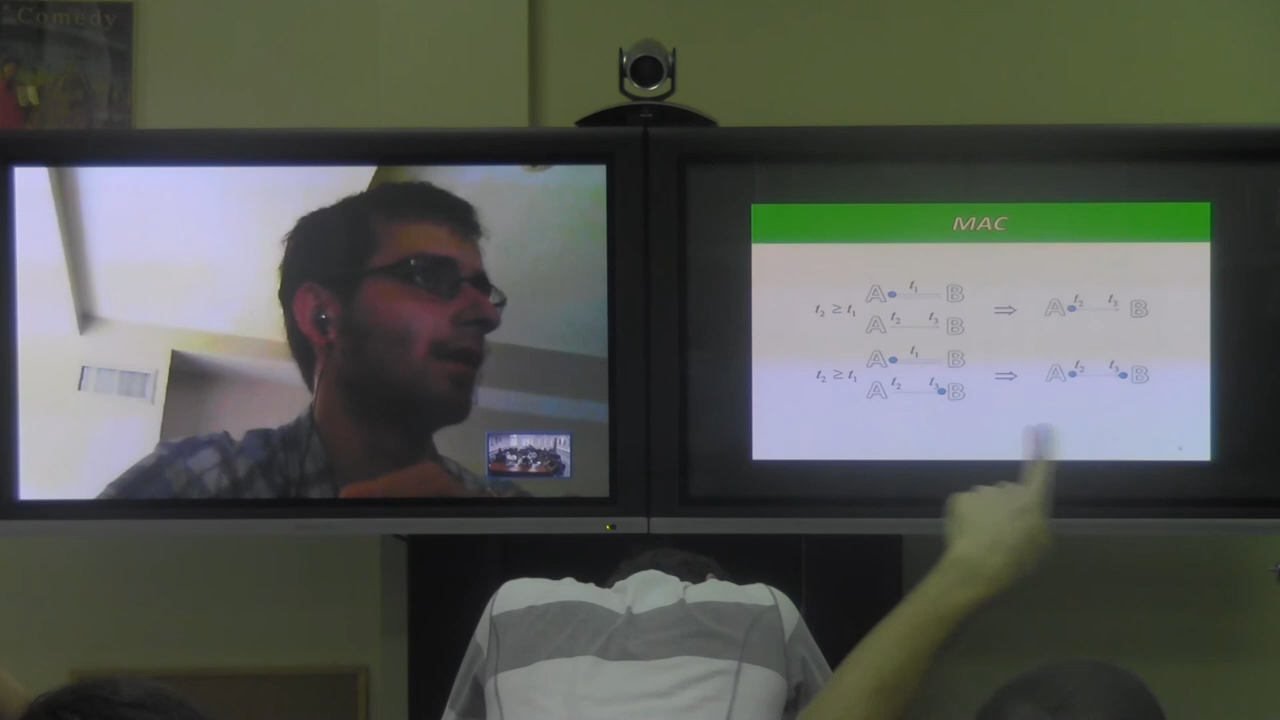 Comedy
MAC
t₂ ≥ t₁ A t₁ B ⇒ A t₂ t₃ B
A t₂ t₃ B
t₂ ≥ t₁ A t₁ B ⇒ A t₂ t₃ B
A t₂ t₃ B